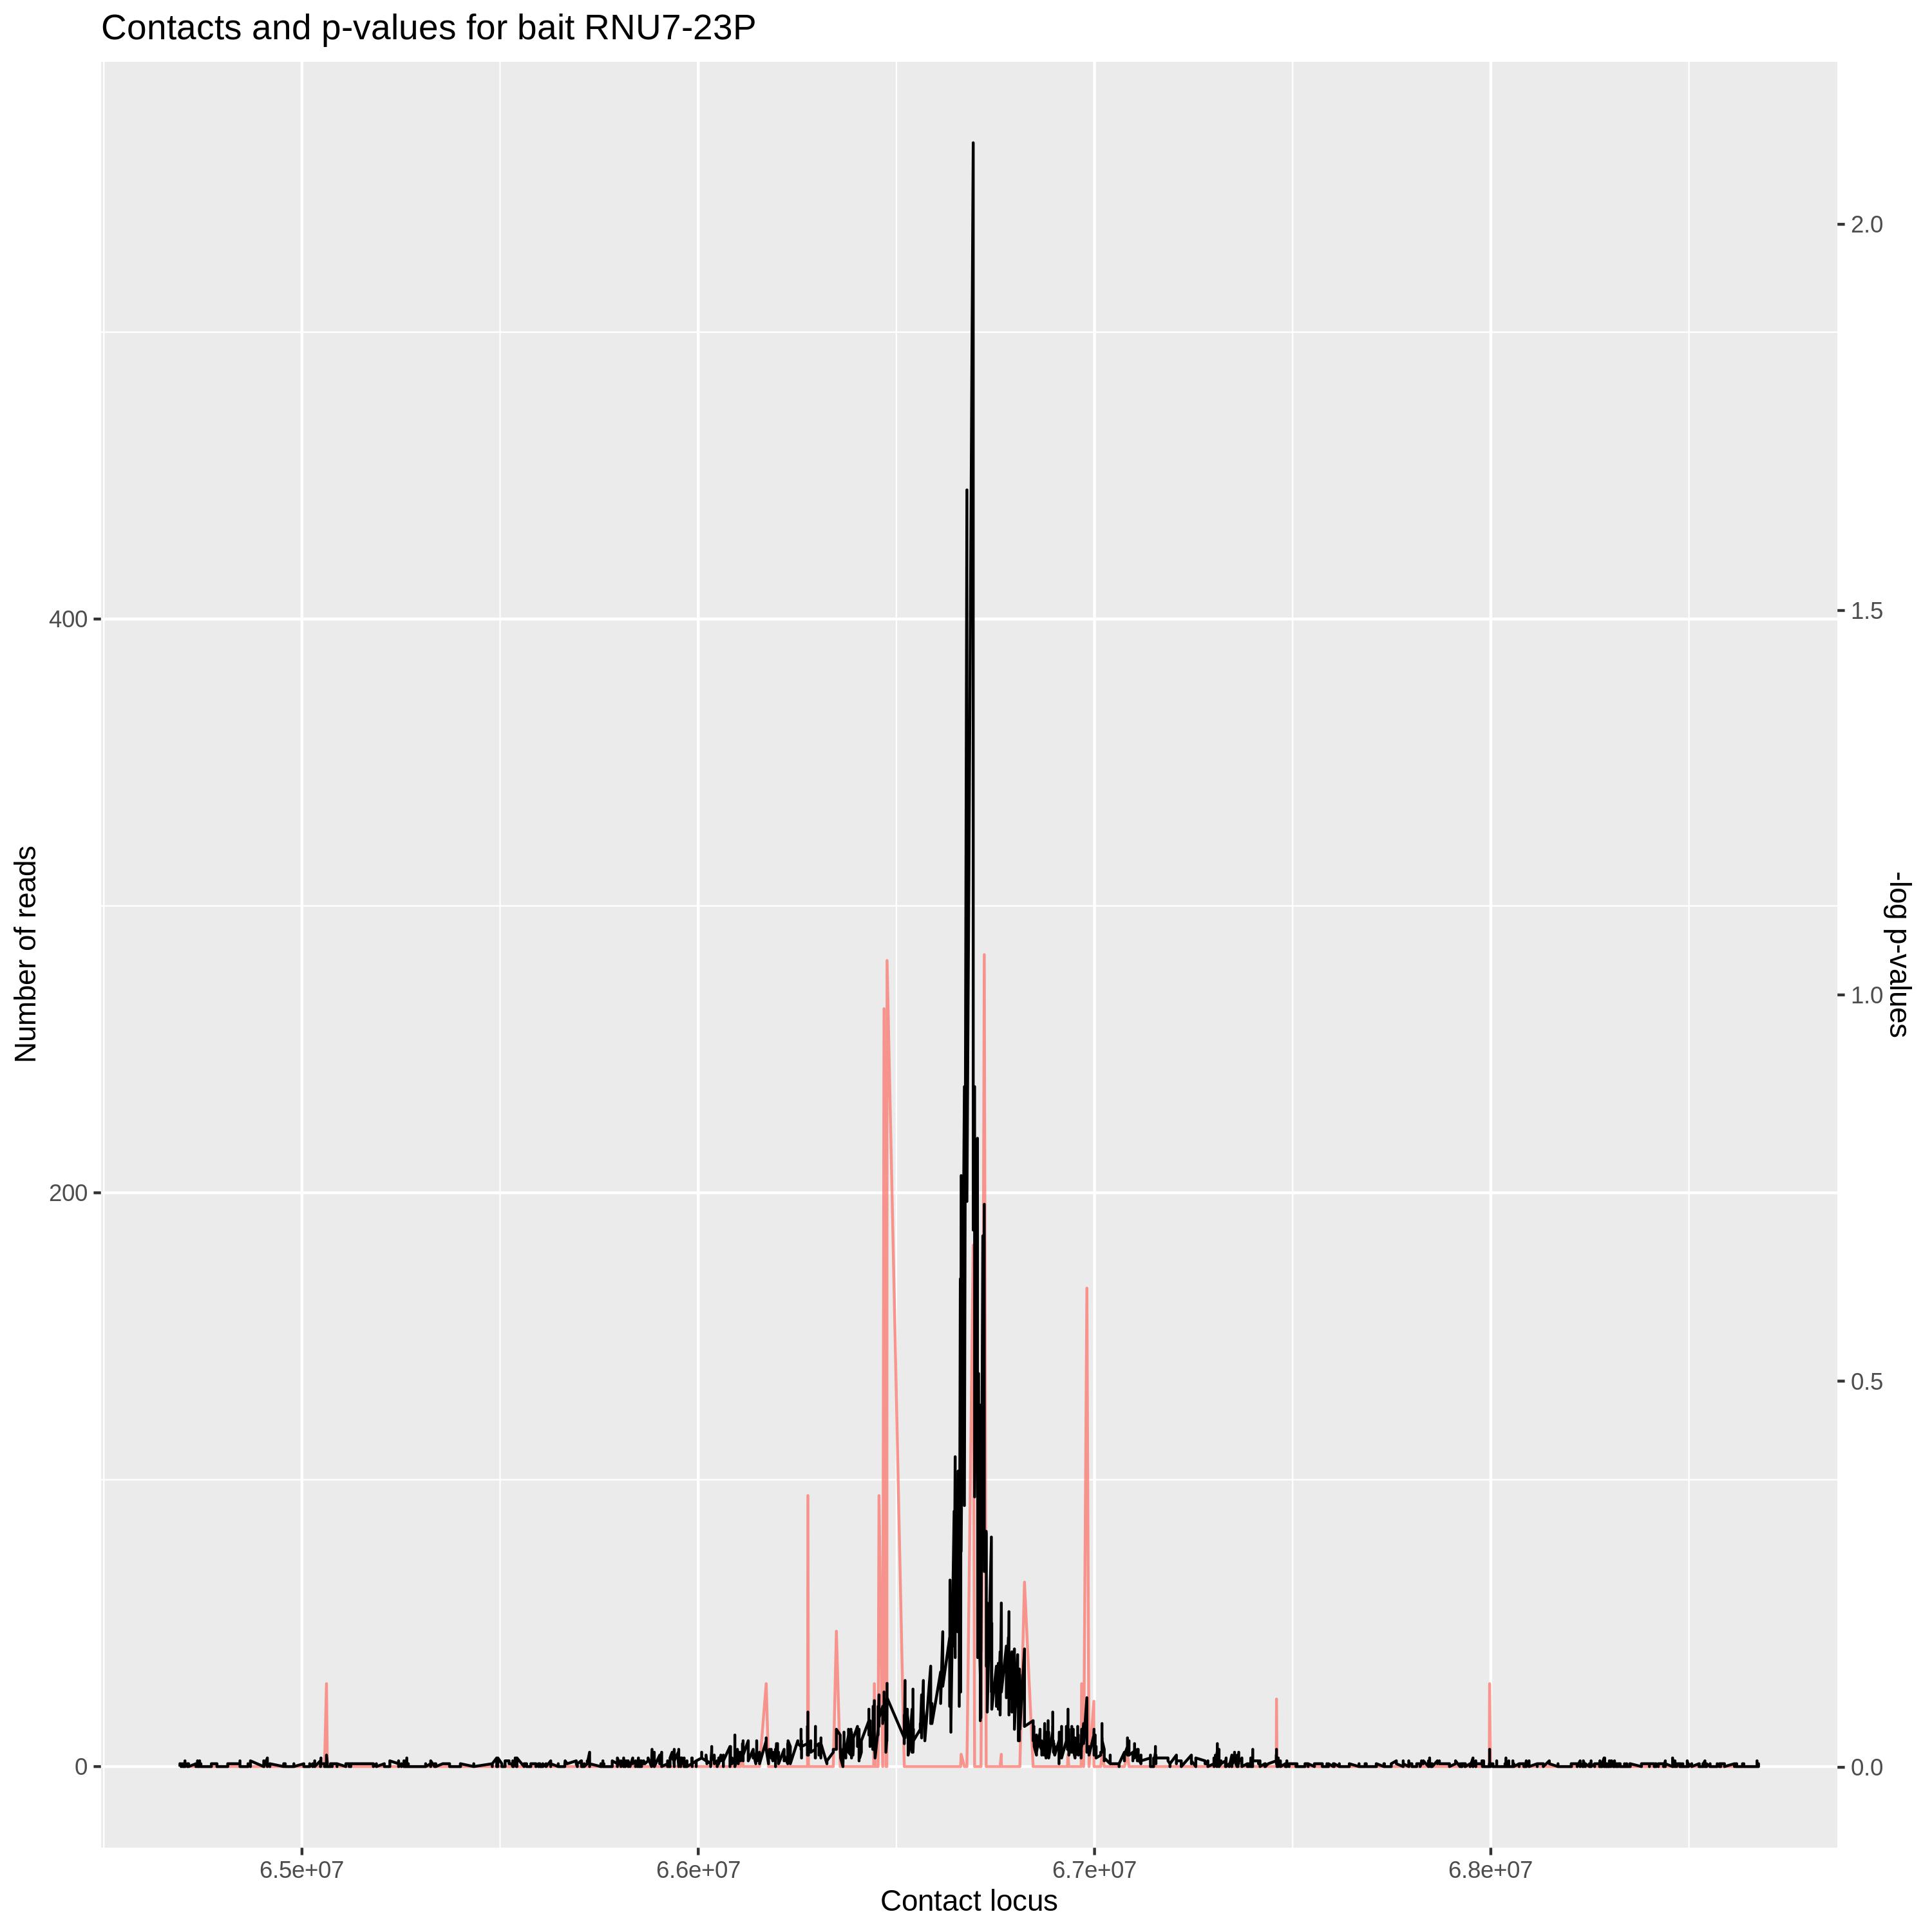 Contacts and p-values for bait RNU7-23P
2.0
1.5
400
Number of reads
-log p-values
1.0
200
0.5
0
0.0
6.5e+07
6.6e+07
6.7e+07
6.8e+07
Contact locus